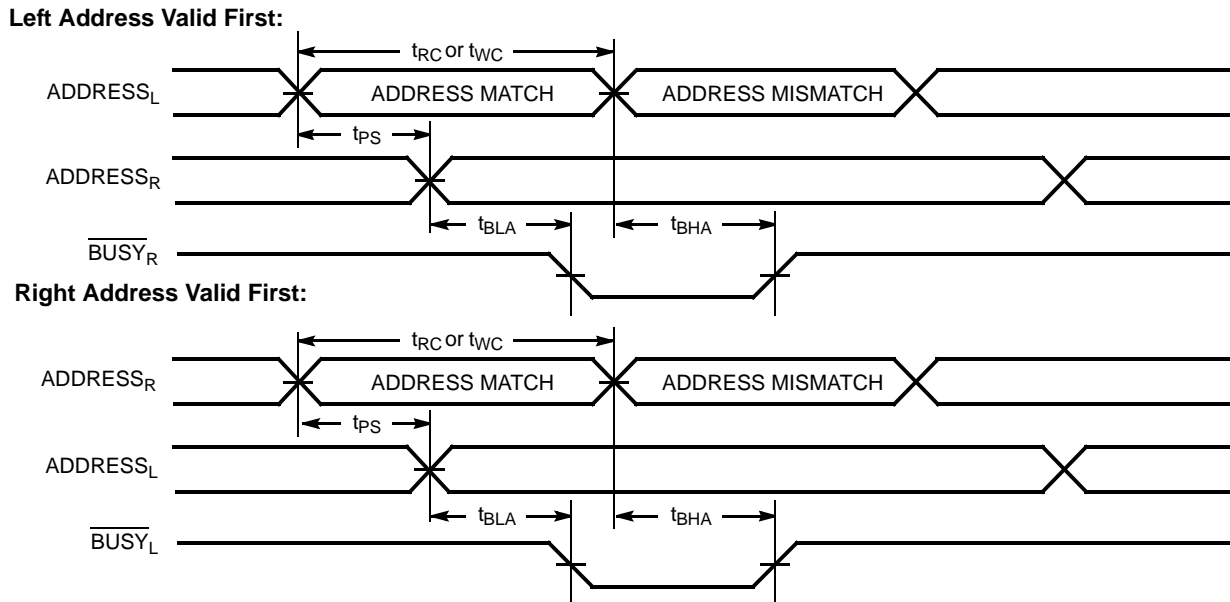 Left Address Valid First:
tRC or tWC
ADDRESSL
ADDRESS MATCH
ADDRESS MISMATCH
tPS
ADDRESSR
tBLA
tBHA
BUSYR
Right Address Valid First:
tRC or tWC
ADDRESSR
ADDRESS MATCH
ADDRESS MISMATCH
tPS
ADDRESSL
tBLA
tBHA
BUSYL